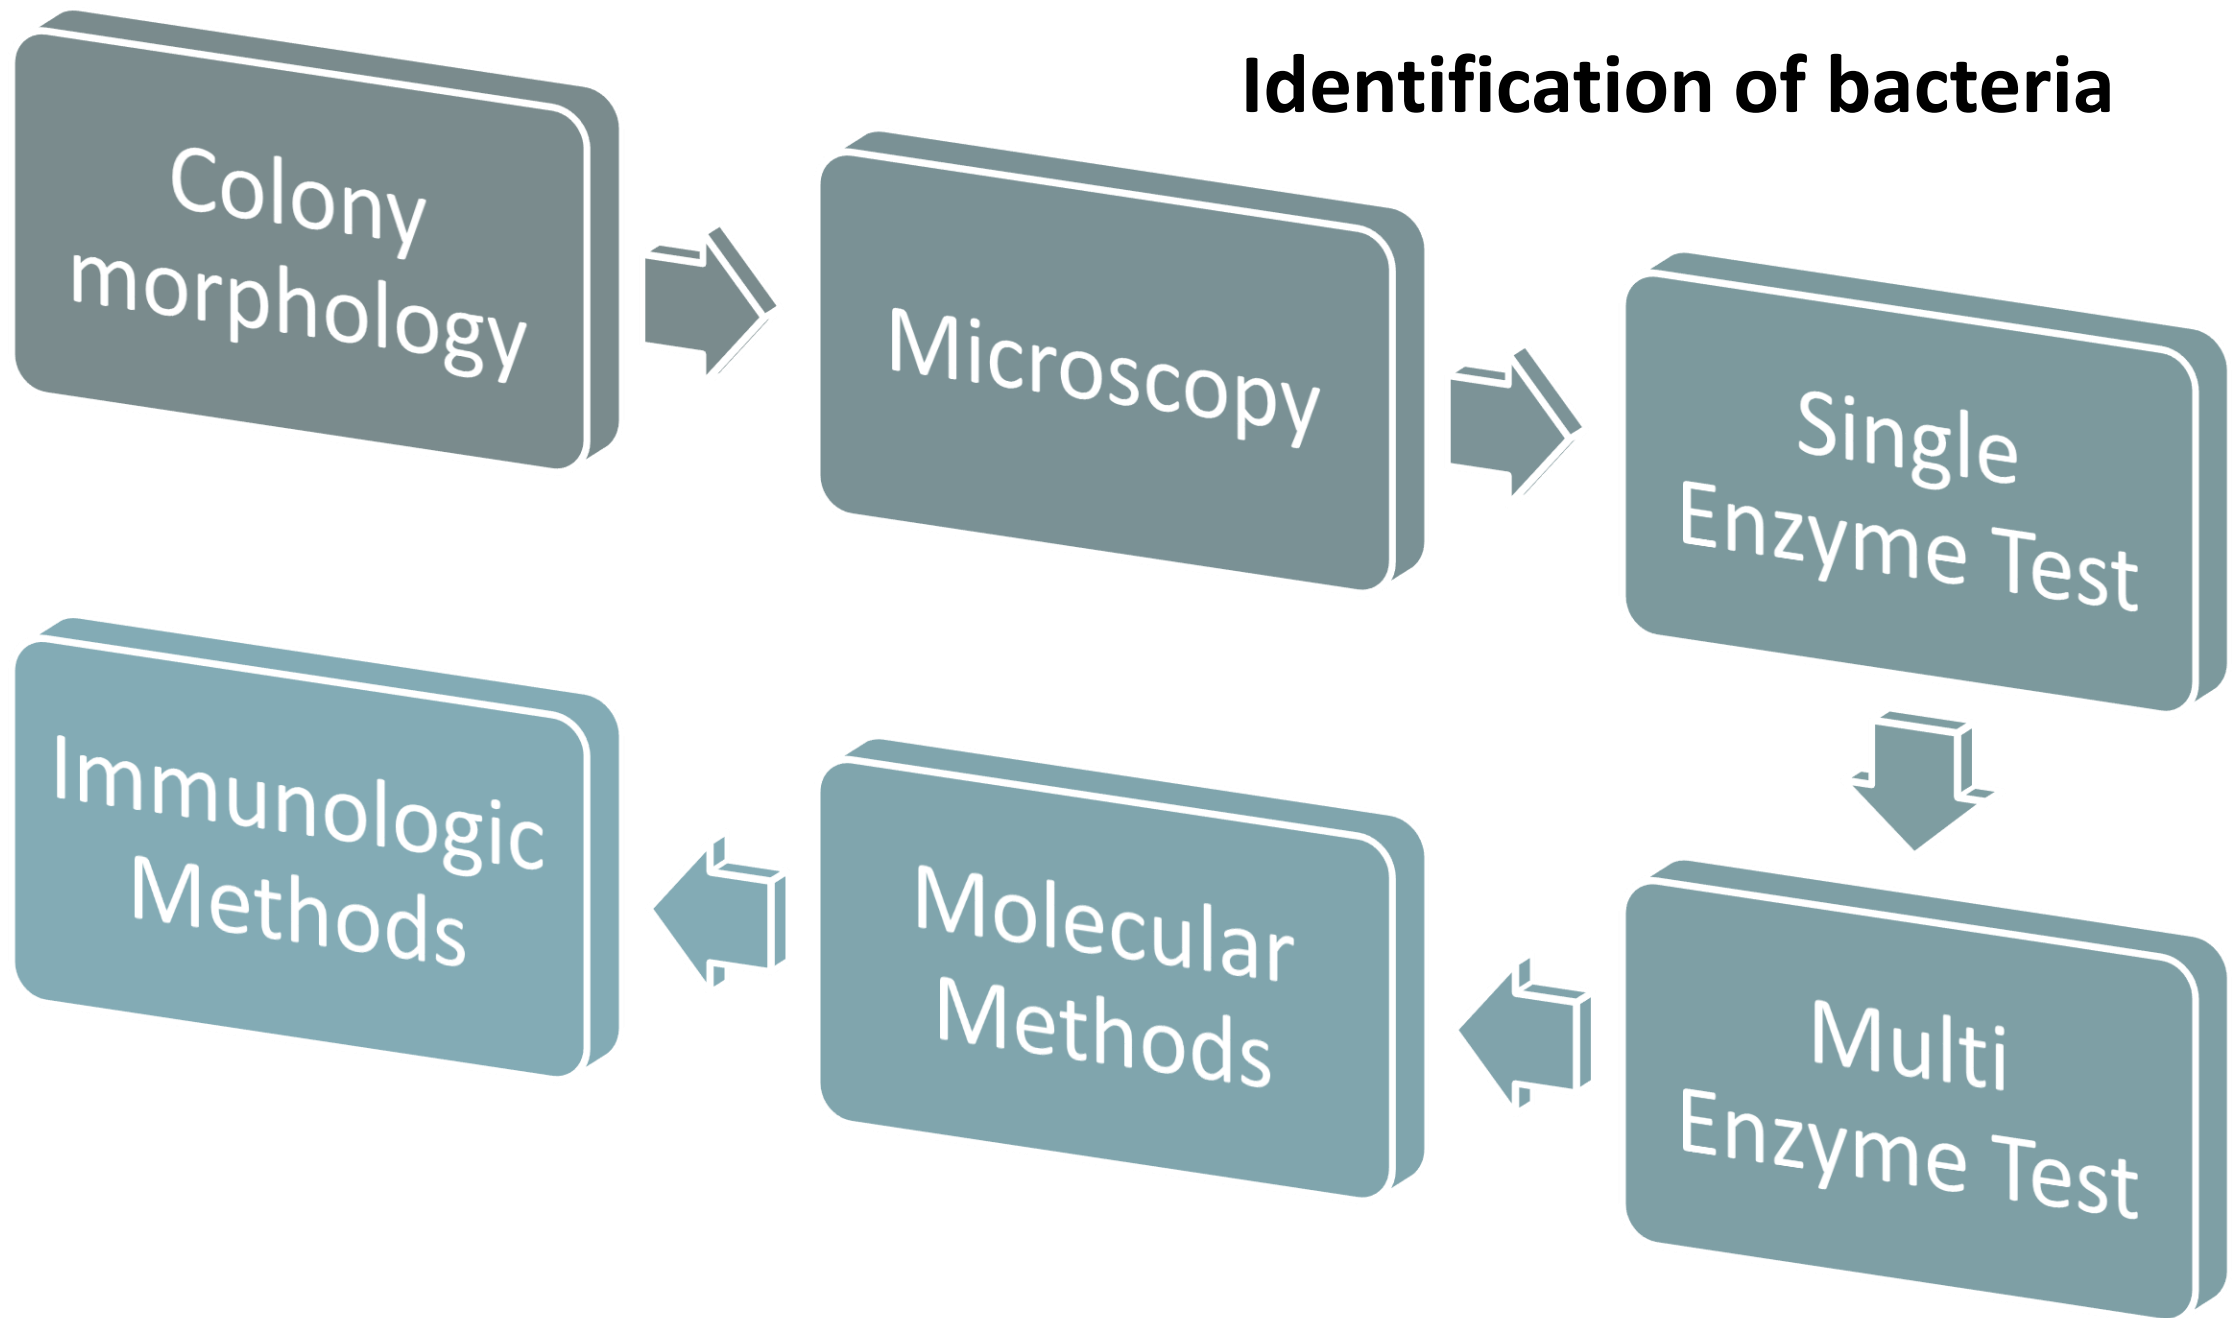 Identification of bacteria
Colony
morphology
Microscopy
Single
Enzyme Test
Multi
Enzyme Test
Molecular
Methods
Immunologic
Methods